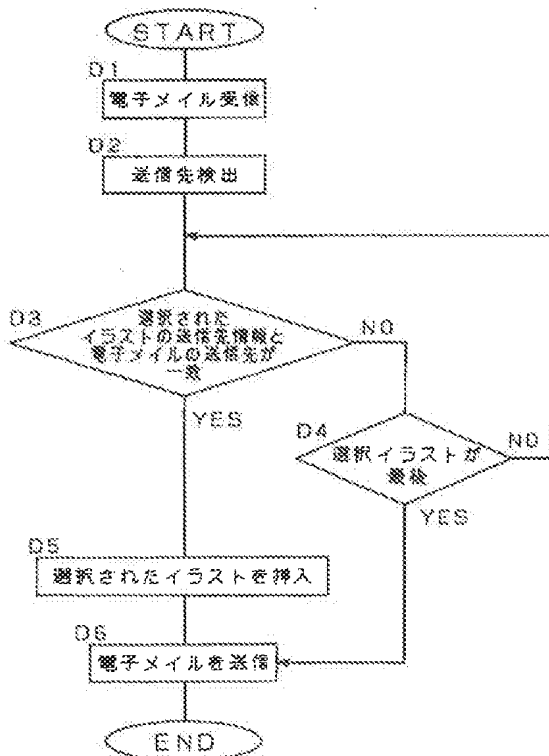 START
D1
電子メイル受信
D2
送信先検出
D3
選択された
イラストの送信先情報と
電子メイルの送信先が
一致
NO
YES
D4
選択イラストが
最後
NO
YES
D5
選択されたイラストを挿入
D6
電子メイルを送信
END